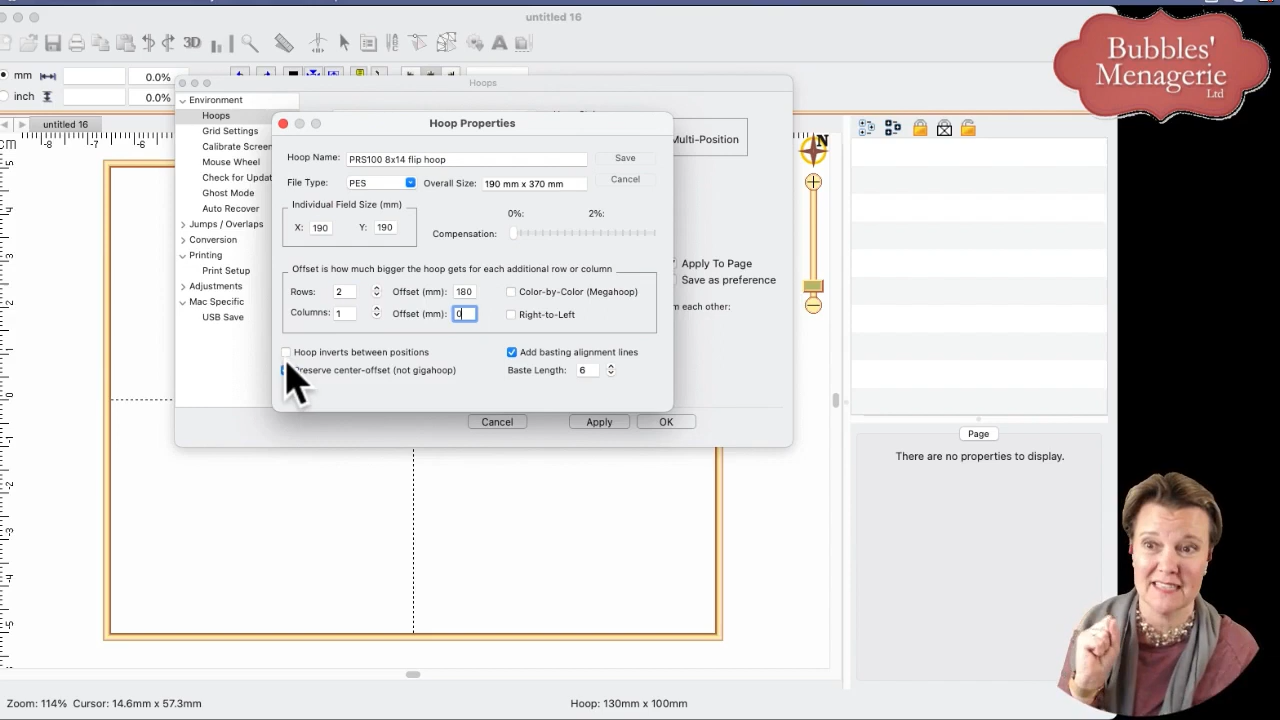 untitled 16
3D
A
mm
0.0%
inch
0.0%
Bubbles'
Menagerie
Ltd
Hoops
Environment
Hoops
Grid Settings
Calibrate Screen
Mouse Wheel
Check for Updat
Ghost Mode
Auto Recover
Jumps / Overlaps
Conversion
Printing
Print Setup
Adjustments
Mac Specific
USB Save
untitled 16
-8
-7
-6
Multi-Position
Apply To Page
Save as preference
m each other:
Cancel
Apply
OK
Hoop Properties
Hoop Name:
PRS100 8x14 flip hoop
Save
File Type:
PES
Overall Size:
190 mm x 370 mm
Cancel
Individual Field Size (mm)
X:
190
Y:
190
0%:
2%:
Compensation:
Offset is how much bigger the hoop gets for each additional row or column
Rows:
2
Offset (mm):
180
Color-by-Color (Megahoop)
Columns:
1
Offset (mm):
0
Right-to-Left
Hoop inverts between positions
Add basting alignment lines
Preserve center-offset (not gigahoop)
Baste Length:
6
N
Page
There are no properties to display.
Zoom: 114% Cursor: 14.6mm x 57.3mm
Hoop: 130mm x 100mm